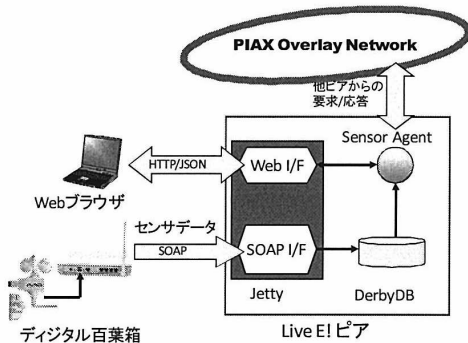 PIAX Overlay Network
他ピアからの
要求/応答
Sensor Agent
HTTP/JSON
Web I/F
Webブラウザ
センサデータ
SOAP
SOAP I/F
Jetty
DerbyDB
ディジタル百葉箱
Live E!ピア